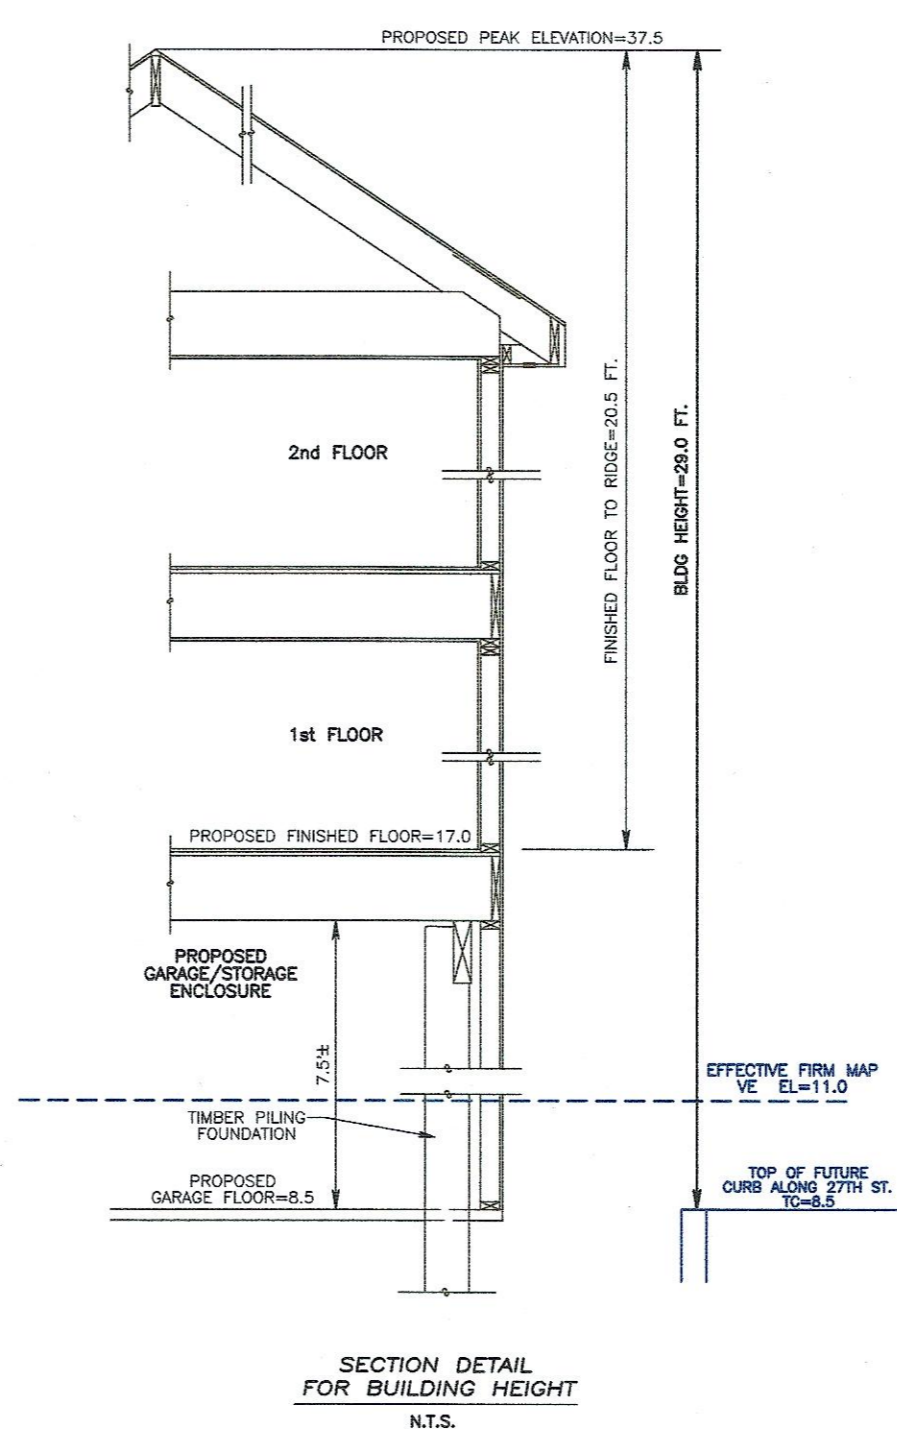 PROPOSED PEAK ELEVATION=37.5
FINISHED FLOOR TO RIDGE=20.5 FT.
BLDG HEIGHT=29.0 FT.
2nd FLOOR
1st FLOOR
PROPOSED FINISHED FLOOR=17.0
PROPOSED
GARAGE/STORAGE
ENCLOSURE
7.5'±
EFFECTIVE FIRM MAP
VE EL=11.0
TIMBER PILING
FOUNDATION
PROPOSED
GARAGE FLOOR=8.5
TOP OF FUTURE
CURB ALONG 27TH ST.
TC=8.5
SECTION DETAIL
FOR BUILDING HEIGHT
N.T.S.